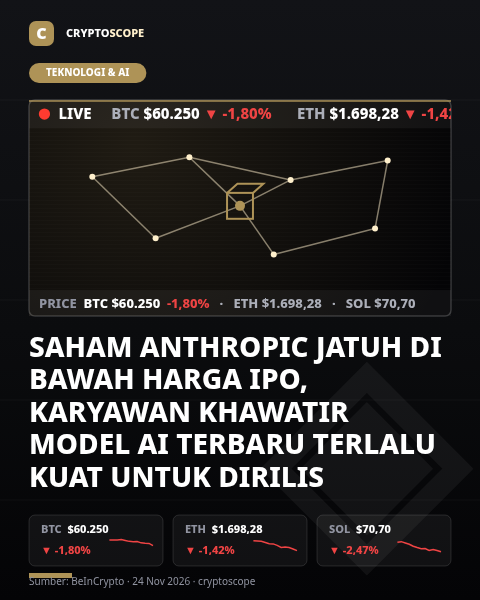 C CRYPTOSCOPE
TEKNOLOGI & AI
LIVE BTC $60.250 ▼ -1,80% ETH $1.698,28 ▼ -1,42
PRICE BTC $60.250 -1,80% · ETH $1.698,28 · SOL $70,70
SAHAM ANTHROPIC JATUH DI
BAWAH HARGA IPO,
KARYAWAN KHAWATIR
MODEL AI TERBARU TERLALU
KUAT UNTUK DIRILIS
BTC $60.250
▼ -1,80%
ETH $1.698,28
▼ -1,42%
SOL $70,70
▼ -2,47%
Sumber: BeInCrypto · 24 Nov 2026 · cryptoscope